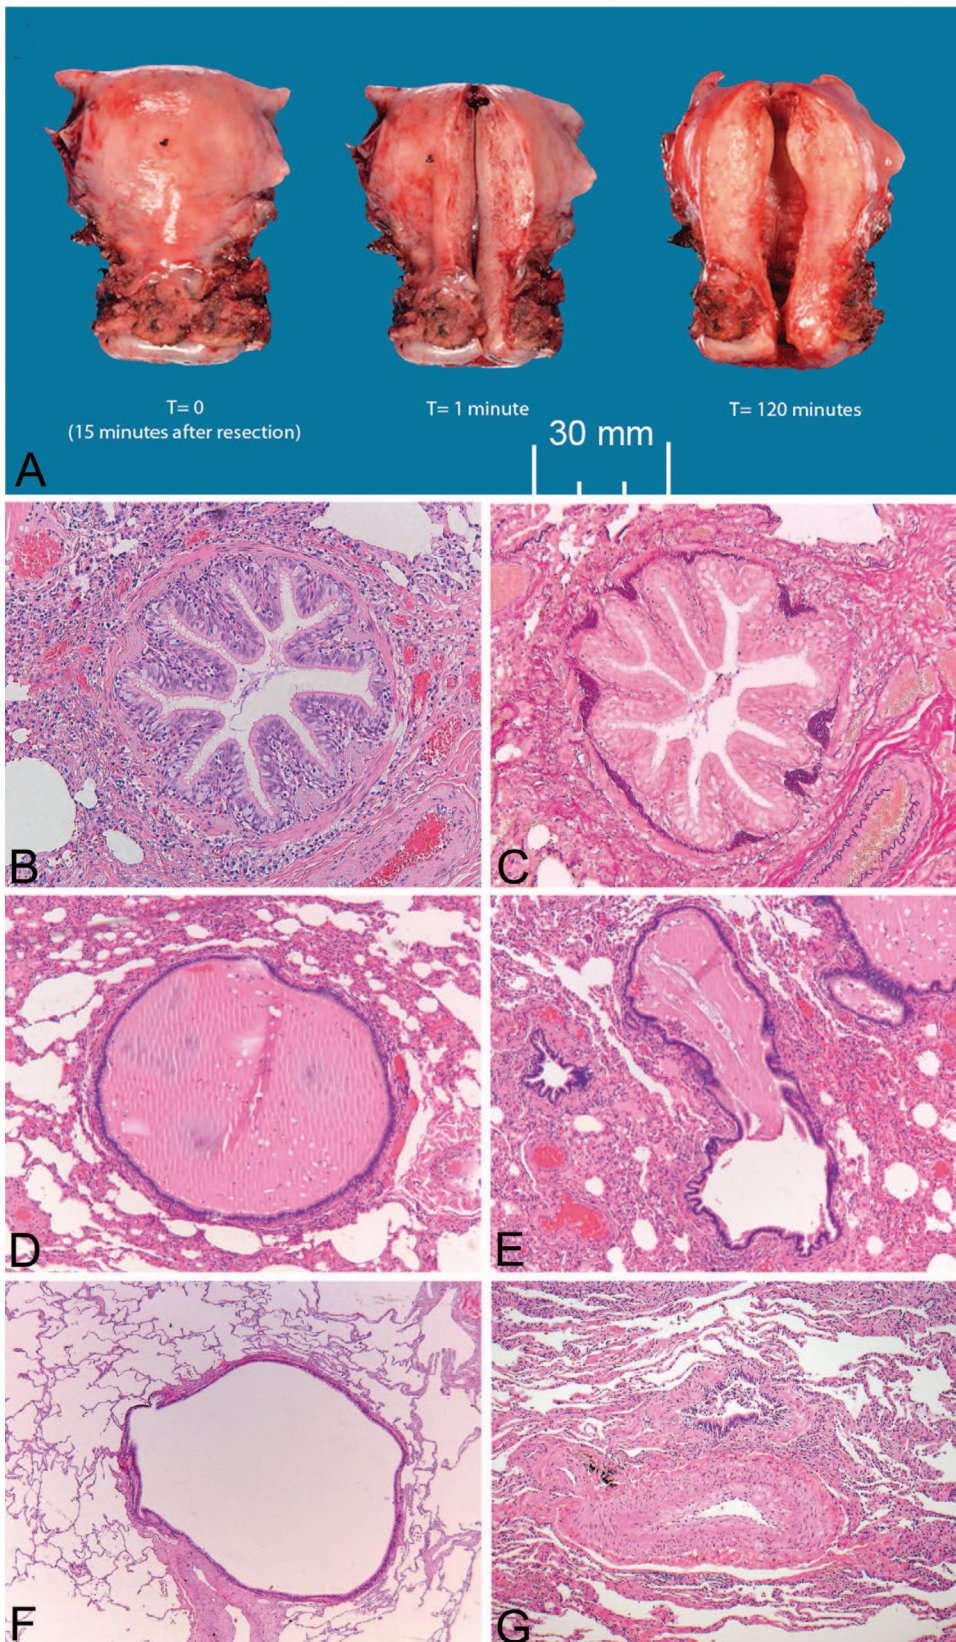 T= 0
(15 minutes after resection)
T= 1 minute
T= 120 minutes
30 mm
A
B
C
D
E
F
G